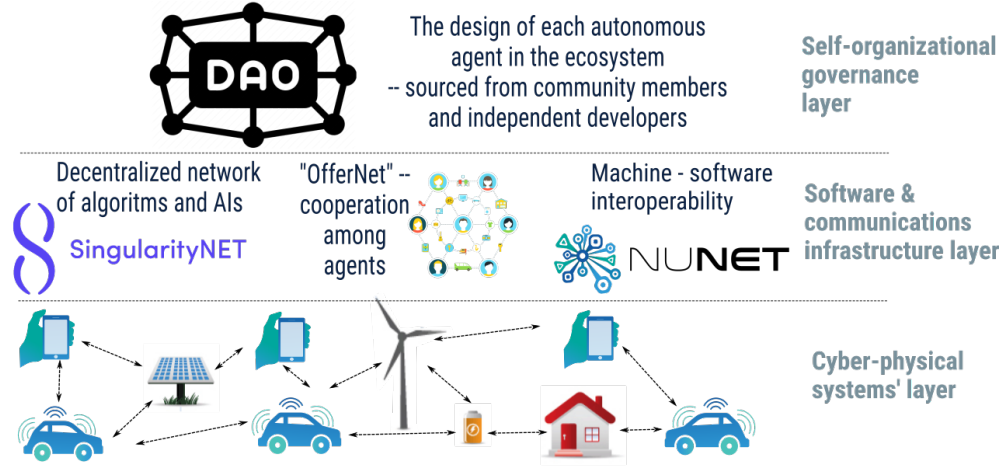 DAO
The design of each autonomous
agent in the ecosystem
-- sourced from community members
and independent developers
Self-organizational
governance
layer
Decentralized network
of algoritms and AIs
SingularityNET
"OfferNet" --
cooperation
among
agents
Machine - software
interoperability
NUNET
Software &
communications
infrastructure layer
Cyber-physical
systems' layer